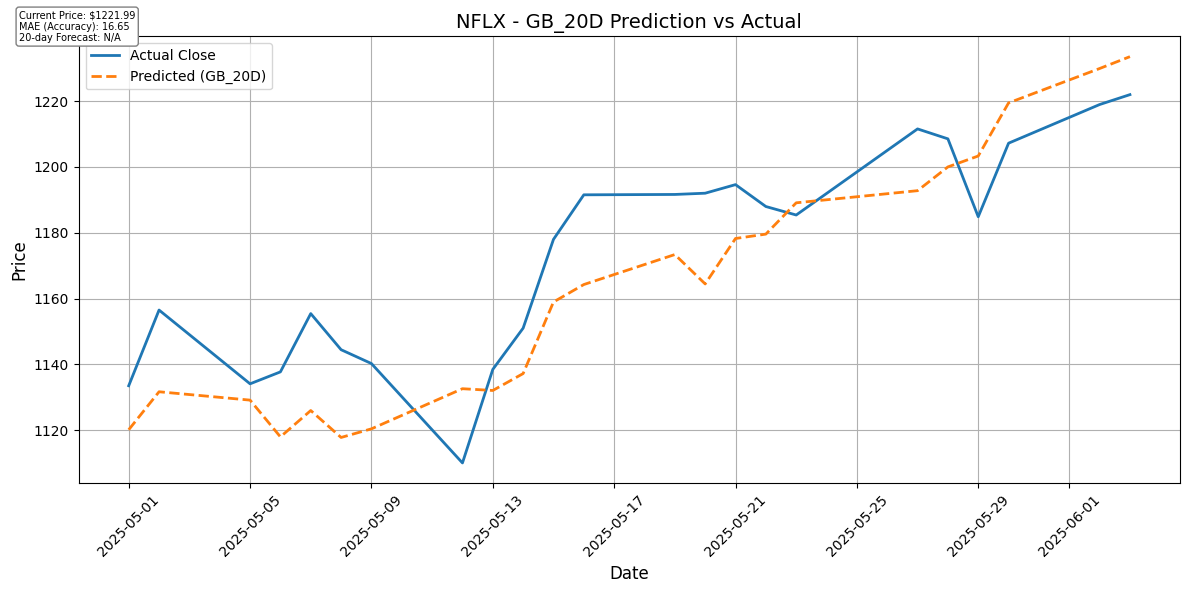 NFLX - GB_20D Prediction vs Actual
Current Price: $1221.99
MAE (Accuracy): 16.65
20-day Forecast: N/A
Actual Close
Predicted (GB_20D)
Price
1220
1200
1180
1160
1140
1120
2025-05-01
2025-05-05
2025-05-09
2025-05-13
2025-05-17
2025-05-21
2025-05-25
2025-05-29
2025-06-01
Date